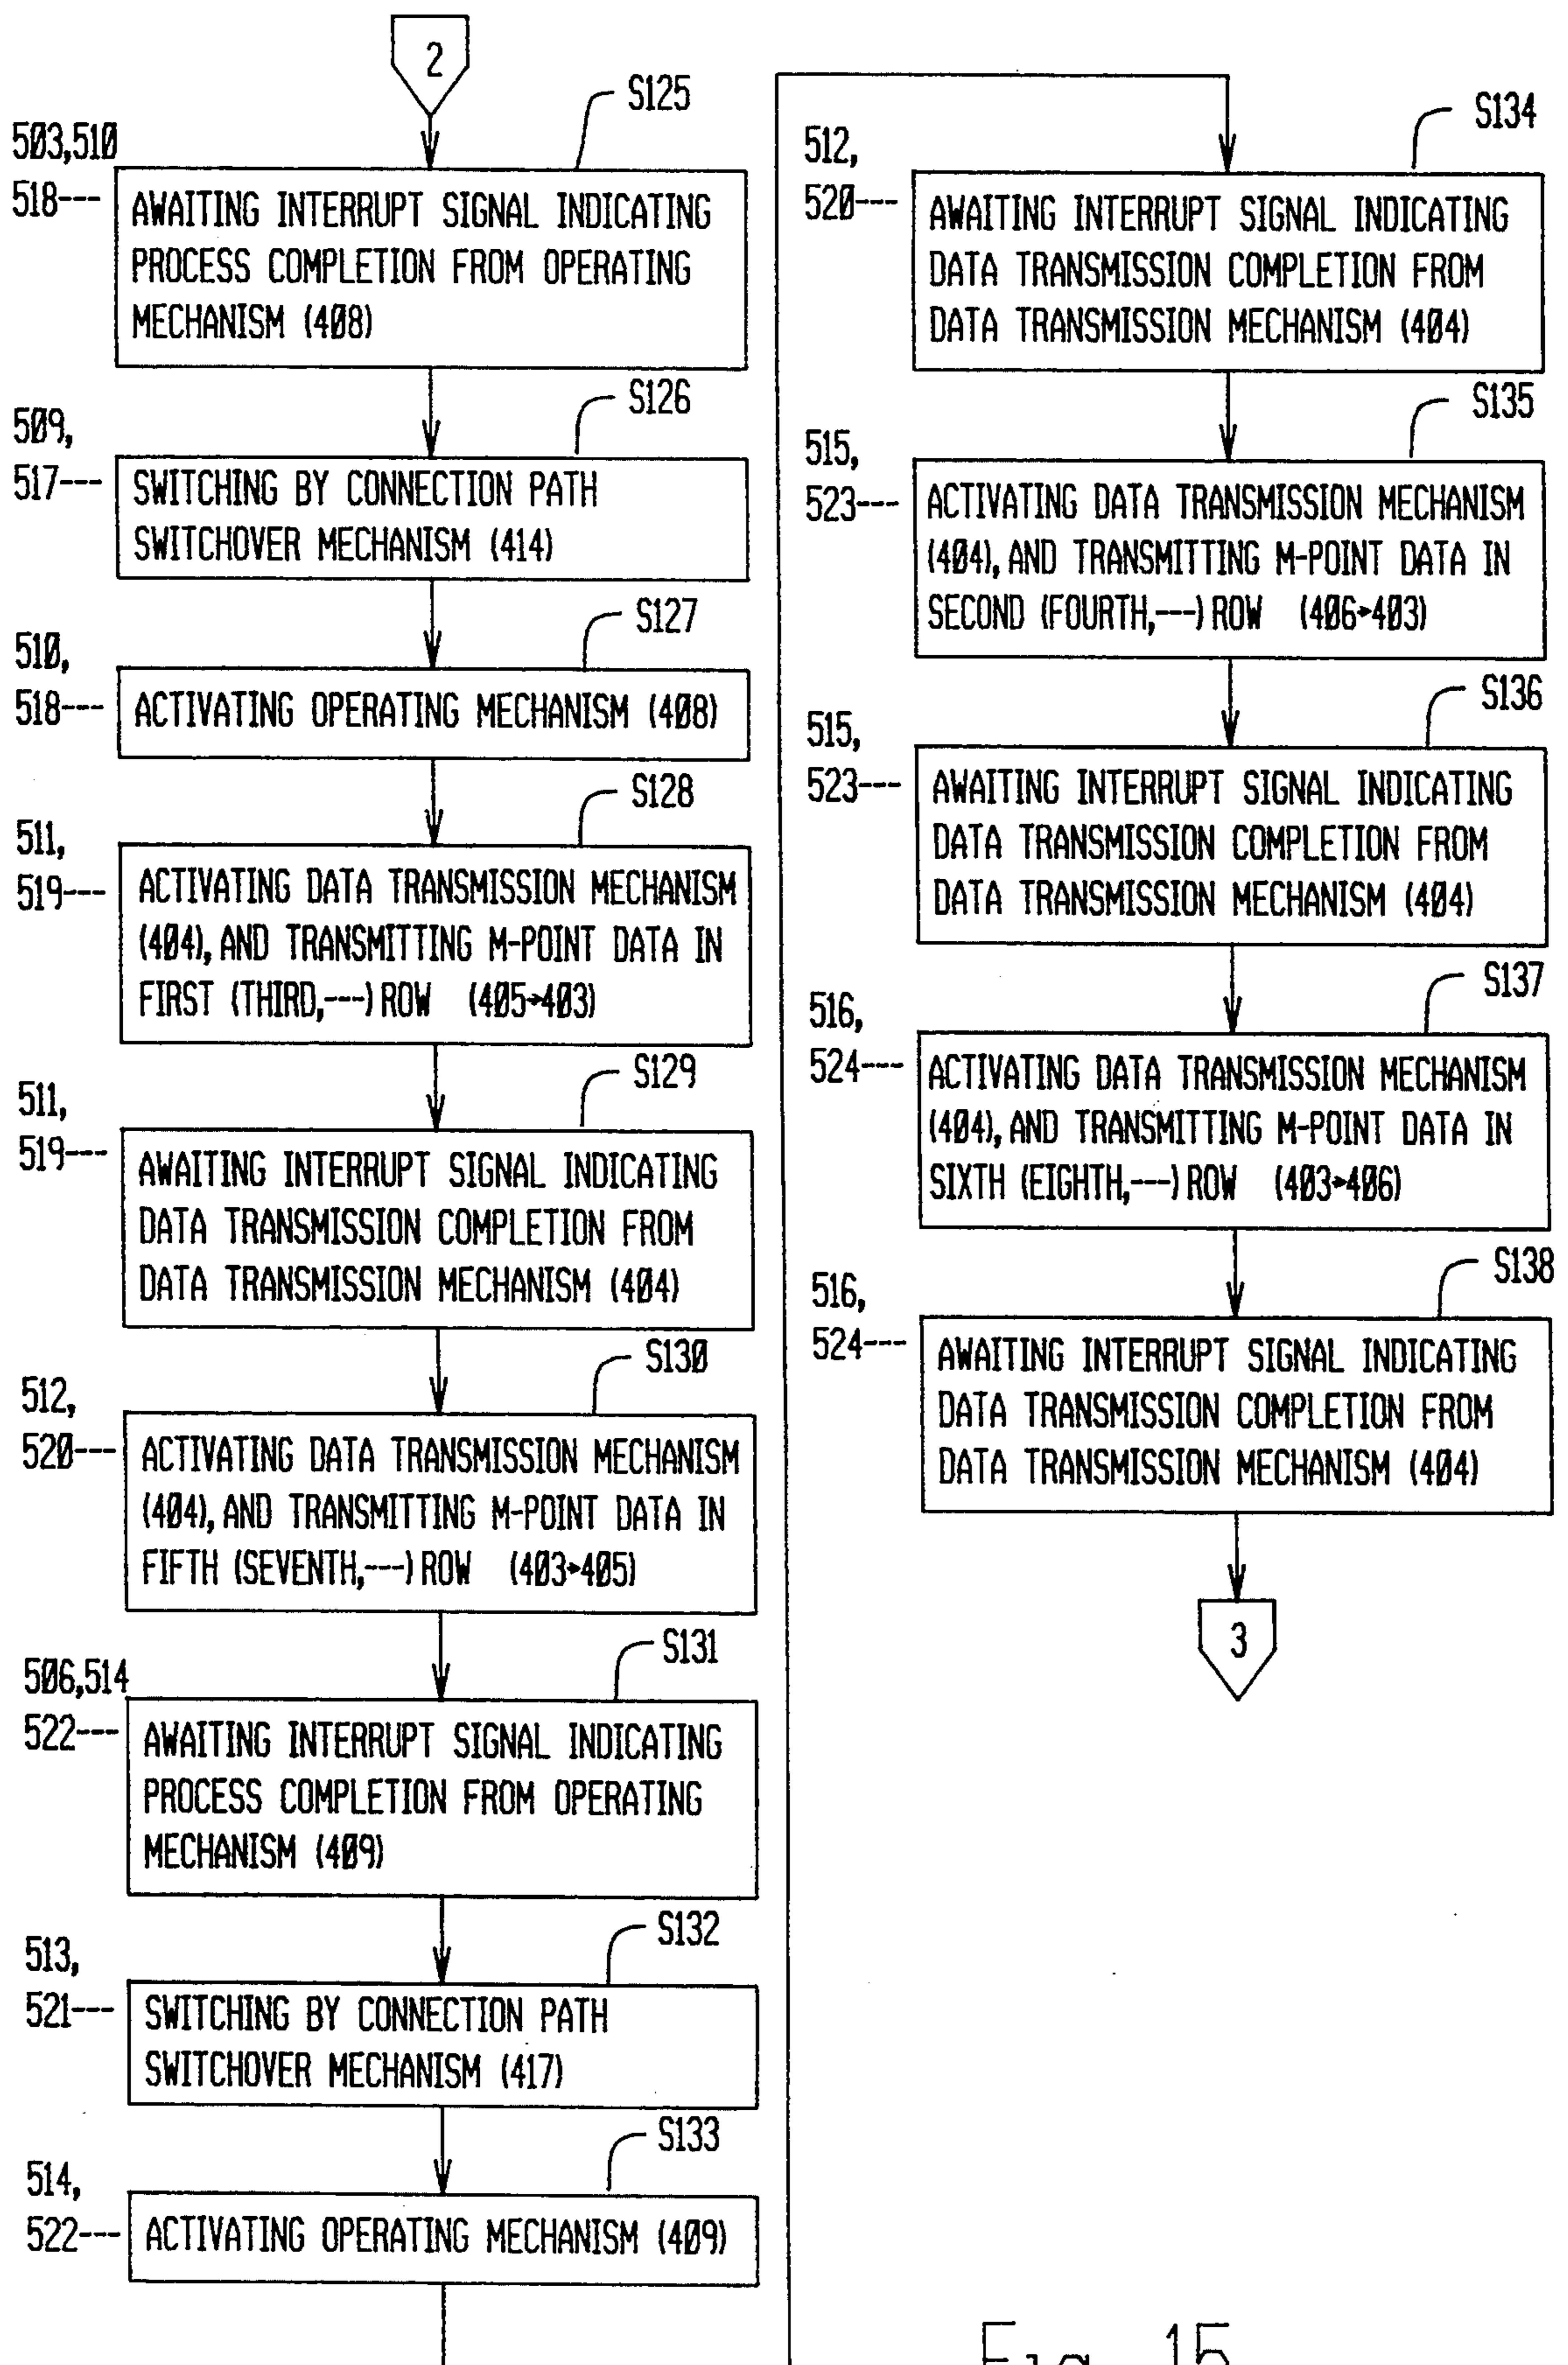 2
S125
503,510
518---
AWAITING INTERRUPT SIGNAL INDICATING
PROCESS COMPLETION FROM OPERATING
MECHANISM (408)
S126
509,
517---
SWITCHING BY CONNECTION PATH
SWITCHOVER MECHANISM (414)
S127
510,
518---
ACTIVATING OPERATING MECHANISM (408)
S128
511,
519---
ACTIVATING DATA TRANSMISSION MECHANISM
(404), AND TRANSMITTING M-POINT DATA IN
FIRST (THIRD,---) ROW (405→403)
S129
511,
519---
AWAITING INTERRUPT SIGNAL INDICATING
DATA TRANSMISSION COMPLETION FROM
DATA TRANSMISSION MECHANISM (404)
S130
512,
520---
ACTIVATING DATA TRANSMISSION MECHANISM
(404), AND TRANSMITTING M-POINT DATA IN
FIFTH (SEVENTH,---) ROW (403→405)
S131
506,514
522---
AWAITING INTERRUPT SIGNAL INDICATING
PROCESS COMPLETION FROM OPERATING
MECHANISM (409)
S132
513,
521---
SWITCHING BY CONNECTION PATH
SWITCHOVER MECHANISM (417)
S133
514,
522---
ACTIVATING OPERATING MECHANISM (409)
S134
512,
520---
AWAITING INTERRUPT SIGNAL INDICATING
DATA TRANSMISSION COMPLETION FROM
DATA TRANSMISSION MECHANISM (404)
S135
515,
523---
ACTIVATING DATA TRANSMISSION MECHANISM
(404), AND TRANSMITTING M-POINT DATA IN
SECOND (FOURTH,---) ROW (406→403)
S136
515,
523---
AWAITING INTERRUPT SIGNAL INDICATING
DATA TRANSMISSION COMPLETION FROM
DATA TRANSMISSION MECHANISM (404)
S137
516,
524---
ACTIVATING DATA TRANSMISSION MECHANISM
(404), AND TRANSMITTING M-POINT DATA IN
SIXTH (EIGHTH,---) ROW (403→406)
S138
516,
524---
AWAITING INTERRUPT SIGNAL INDICATING
DATA TRANSMISSION COMPLETION FROM
DATA TRANSMISSION MECHANISM (404)
3
Fig. 15